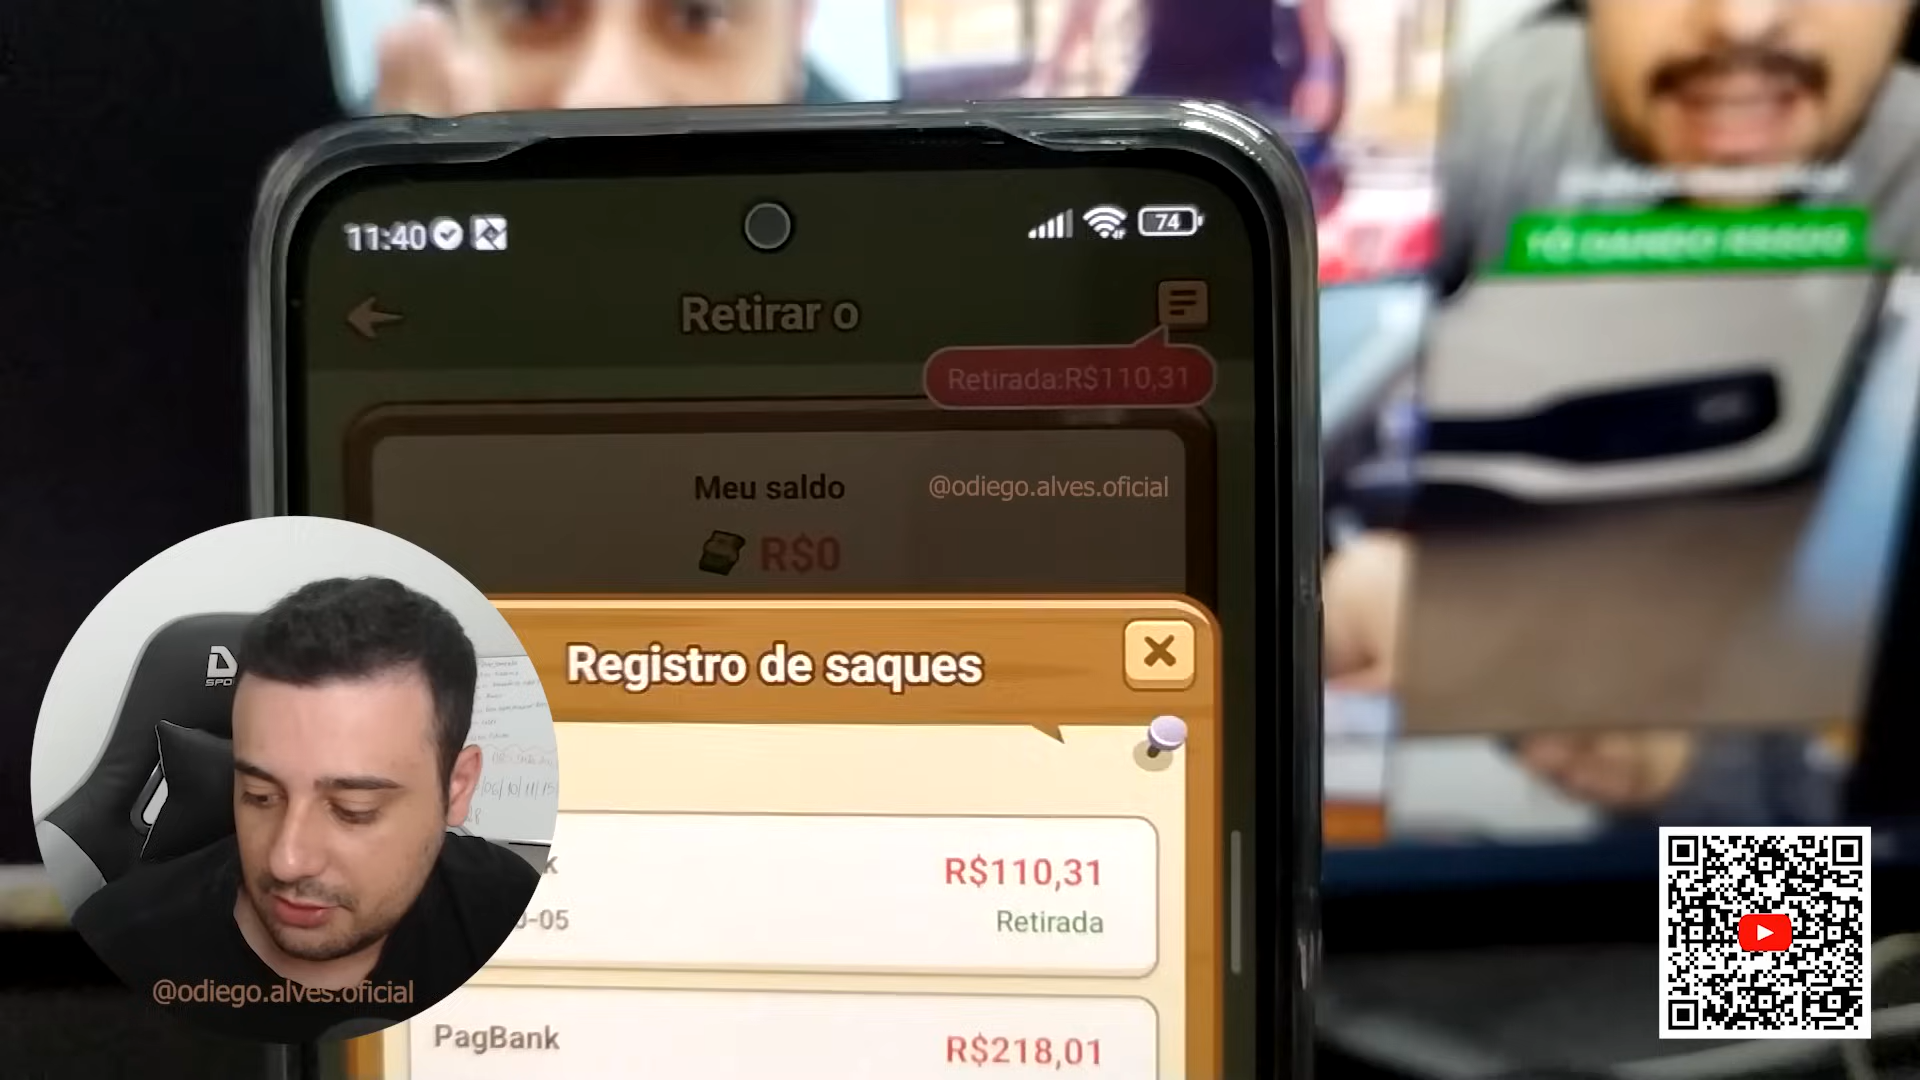 11:40
74
Retirar o
Retirada:R$110,31
Meu saldo
@odiego.alves.oficial
R$0
Registro de saques
R$110,31
0-05
Retirada
PagBank
R$218,01
@odiego.alves.oficial